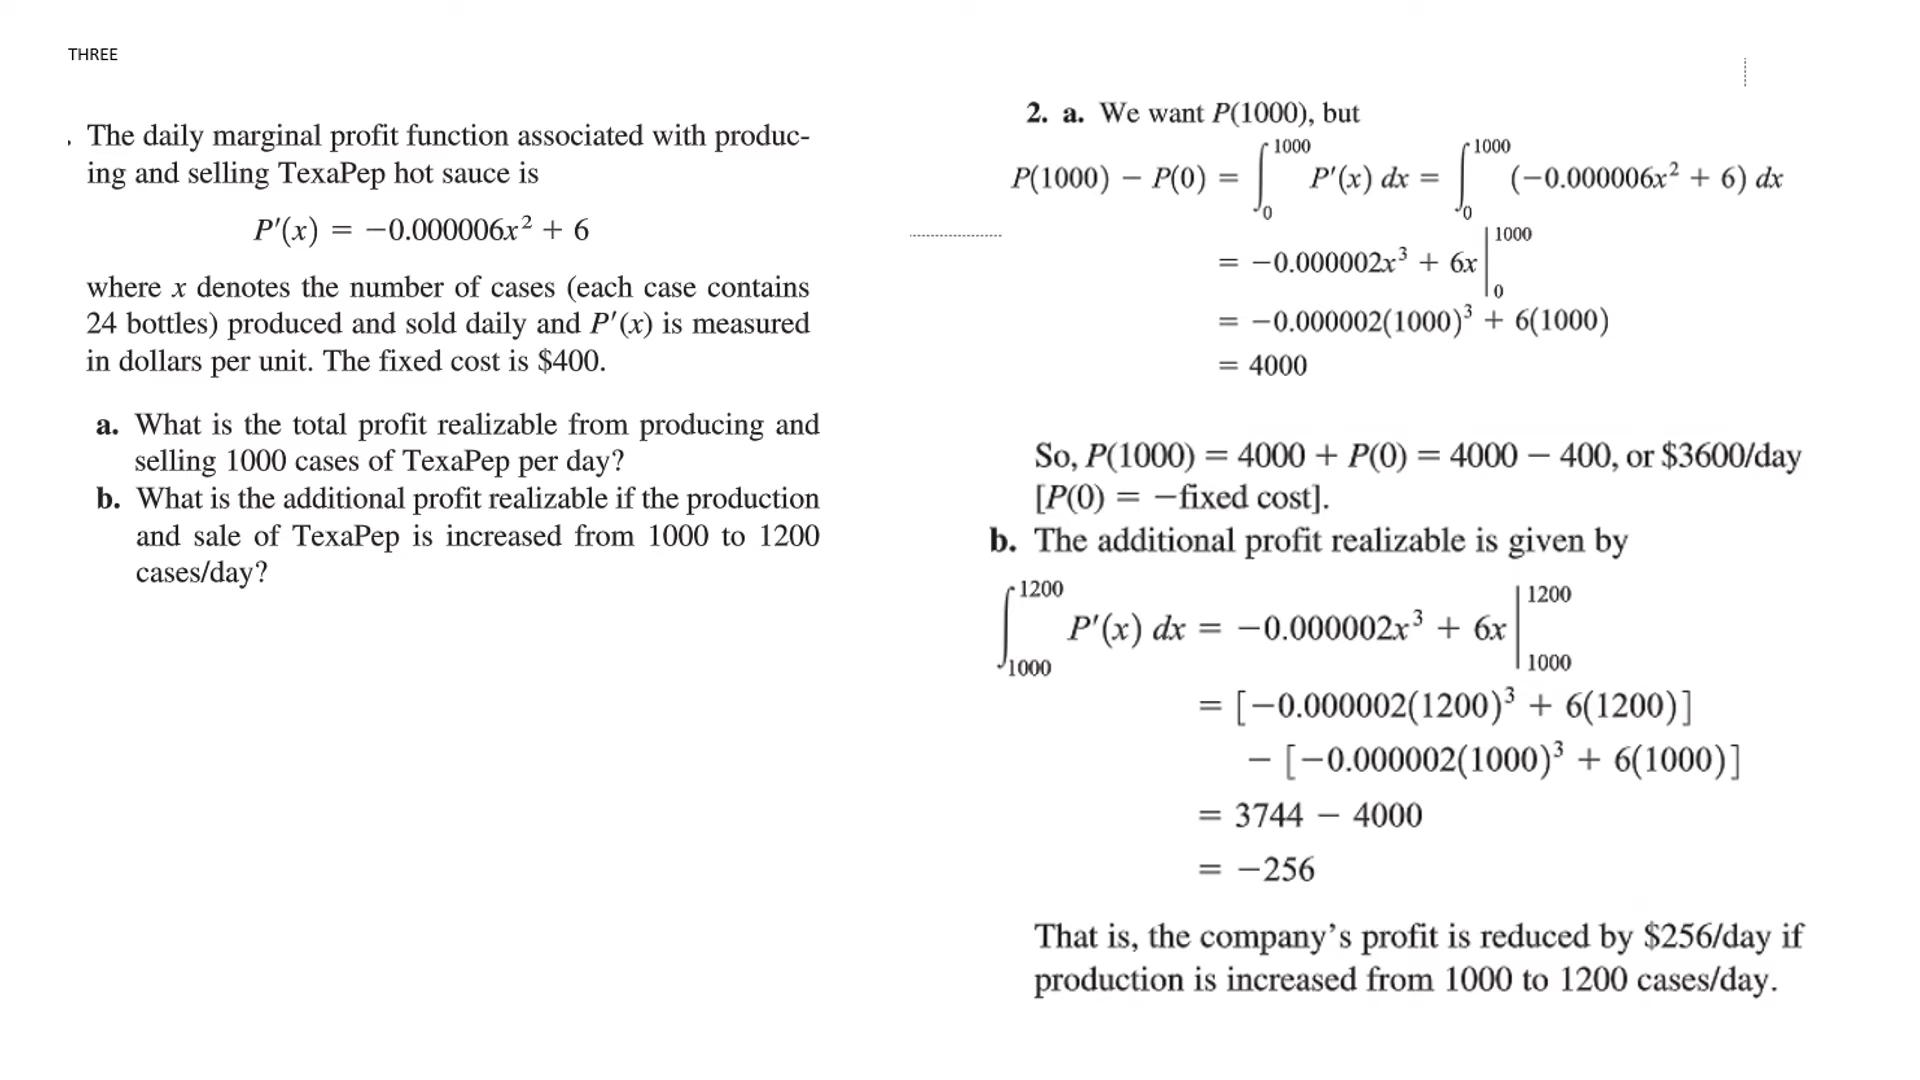 THREE
. The daily marginal profit function associated with produc-
ing and selling TexaPep hot sauce is
P′(x) = −0.000006x² + 6
where x denotes the number of cases (each case contains
24 bottles) produced and sold daily and P′(x) is measured
in dollars per unit. The fixed cost is $400.
a. What is the total profit realizable from producing and
selling 1000 cases of TexaPep per day?
b. What is the additional profit realizable if the production
and sale of TexaPep is increased from 1000 to 1200
cases/day?
2. a. We want P(1000), but
P(1000) − P(0) = ∫₀¹⁰⁰⁰ P′(x) dx = ∫₀¹⁰⁰⁰ (−0.000006x² + 6) dx
= −0.000002x³ + 6x |₀¹⁰⁰⁰
= −0.000002(1000)³ + 6(1000)
= 4000
So, P(1000) = 4000 + P(0) = 4000 − 400, or $3600/day
[P(0) = −fixed cost].
b. The additional profit realizable is given by
∫₁₀₀₀¹²⁰⁰ P′(x) dx = −0.000002x³ + 6x |₁₀₀₀¹²⁰⁰
= [−0.000002(1200)³ + 6(1200)]
− [−0.000002(1000)³ + 6(1000)]
= 3744 − 4000
= −256
That is, the company’s profit is reduced by $256/day if
production is increased from 1000 to 1200 cases/day.